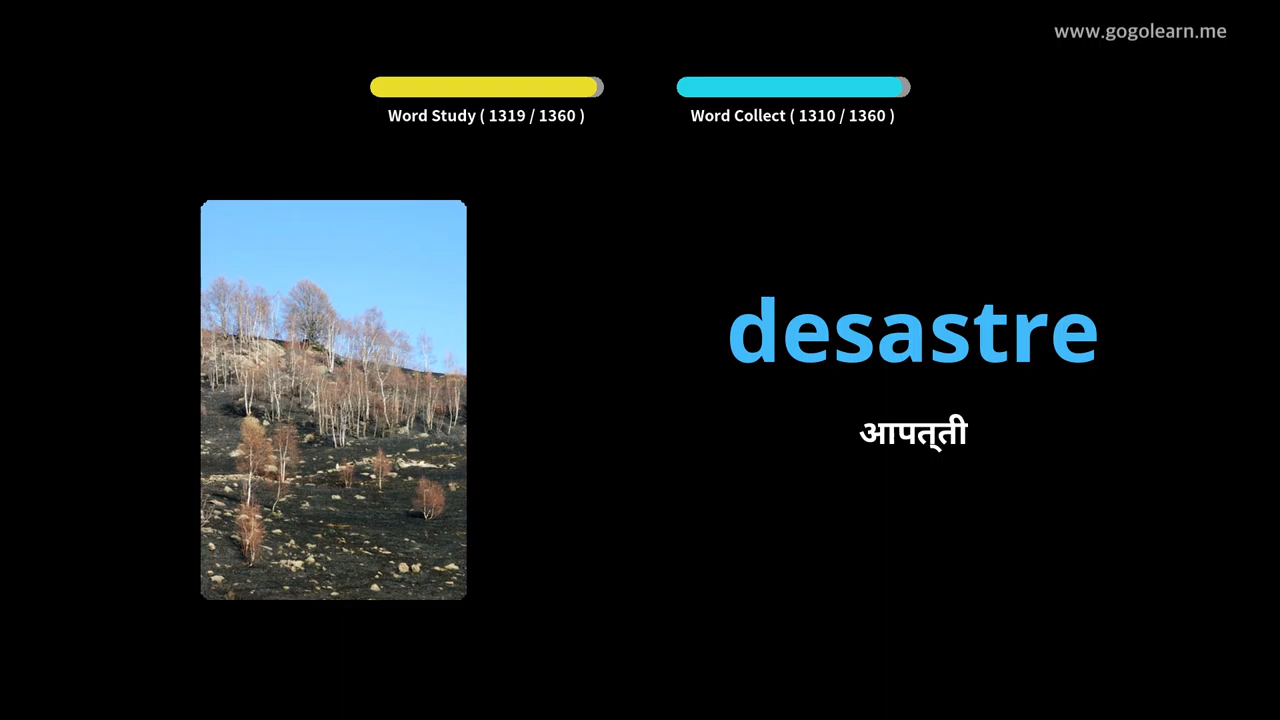 www.gogolearn.me
Word Study ( 1319 / 1360 )
Word Collect ( 1310 / 1360 )
desastre
आपत्ती